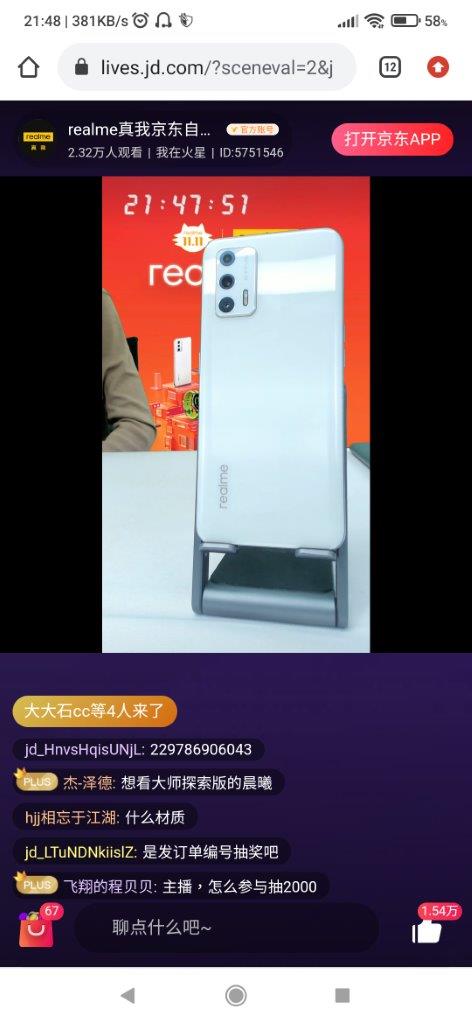 21:48 | 381KB/s
58%
lives.jd.com/?sceneval=2&j
12
realme
真我
realme真我京东自...
官方账号
2.32万人观看 | 我在火星 | ID:5751546
打开京东APP
21:47:51
11.11
rea
realme
大大石cc等4人来了
jd_HnvsHqisUNjL: 229786906043
PLUS 杰-泽德: 想看大师探索版的晨曦
hjj相忘于江湖: 什么材质
jd_LTuNDNkiislZ: 是发订单编号抽奖吧
PLUS 飞翔的程贝贝: 主播，怎么参与抽2000
67
聊点什么吧~
1.54万